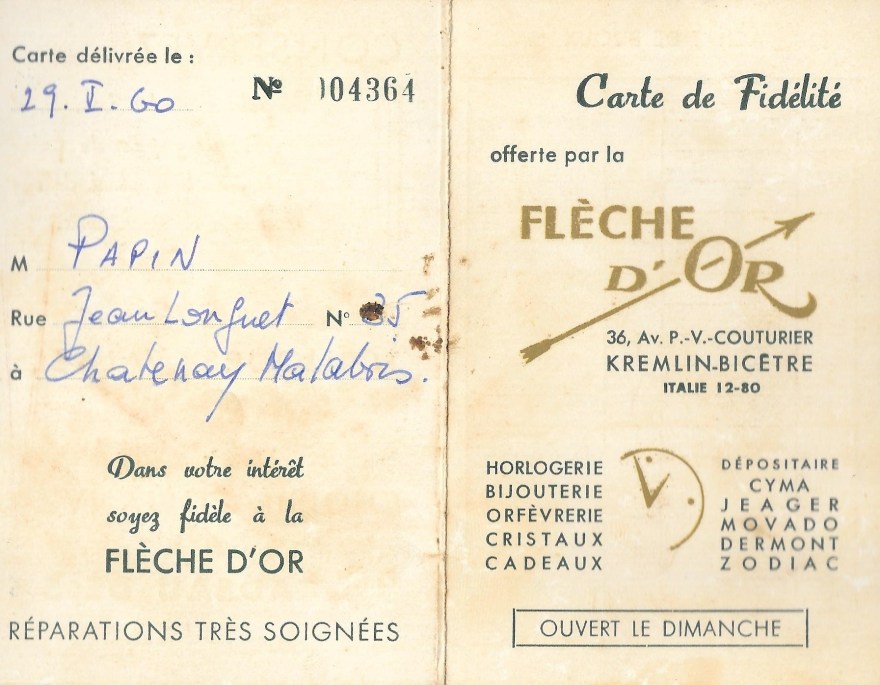 Carte délivrée le :
29. I. 60
Nº 004364
M PAPIN
Rue Jean Longuet Nº 35
à Chatenay Malabris.
Dans votre intérêt
soyez fidèle à la
FLÈCHE D'OR
RÉPARATIONS TRÈS SOIGNÉES
Carte de Fidélité
offerte par la
FLÈCHE
D'OR
36, Av. P.-V.-COUTURIER
KREMLIN-BICÊTRE
ITALIE 12-80
HORLOGERIE
BIJOUTERIE
ORFÈVRERIE
CRISTAUX
CADEAUX
DÉPOSITAIRE
CYMA
JEAGER
MOVADO
DERMONT
ZODIAC
OUVERT LE DIMANCHE